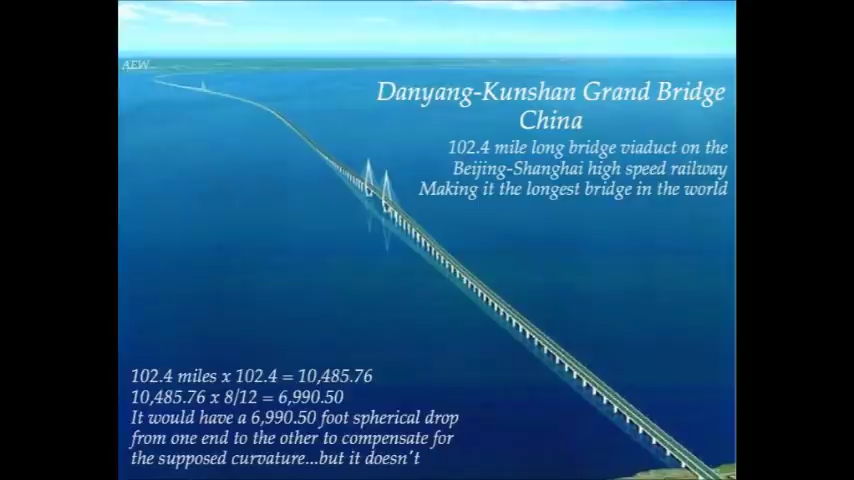 AEW
Danyang-Kunshan Grand Bridge
China
102.4 mile long bridge viaduct on the
Beijing-Shanghai high speed railway
Making it the longest bridge in the world
102.4 miles x 102.4 = 10,485.76
10,485.76 x 8/12 = 6,990.50
It would have a 6,990.50 foot spherical drop
from one end to the other to compensate for
the supposed curvature...but it doesn't